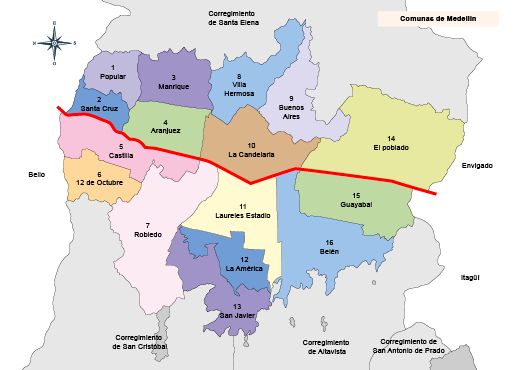 Corregimiento
de Santa Elena
Comunas de Medellín
1
Popular
2
Santa Cruz
3
Manrique
4
Aranjuez
5
Castilla
6
12 de Octubre
7
Robledo
8
Villa
Hermosa
9
Buenos
Aires
10
La Candelaria
11
Laureles Estadio
12
La América
13
San Javier
14
El poblado
15
Guayabal
16
Belén
Bello
Envigado
Itagüí
Corregimiento
de San Cristóbal
Corregimiento
de Altavista
Corregimiento de
San Antonio de Prado